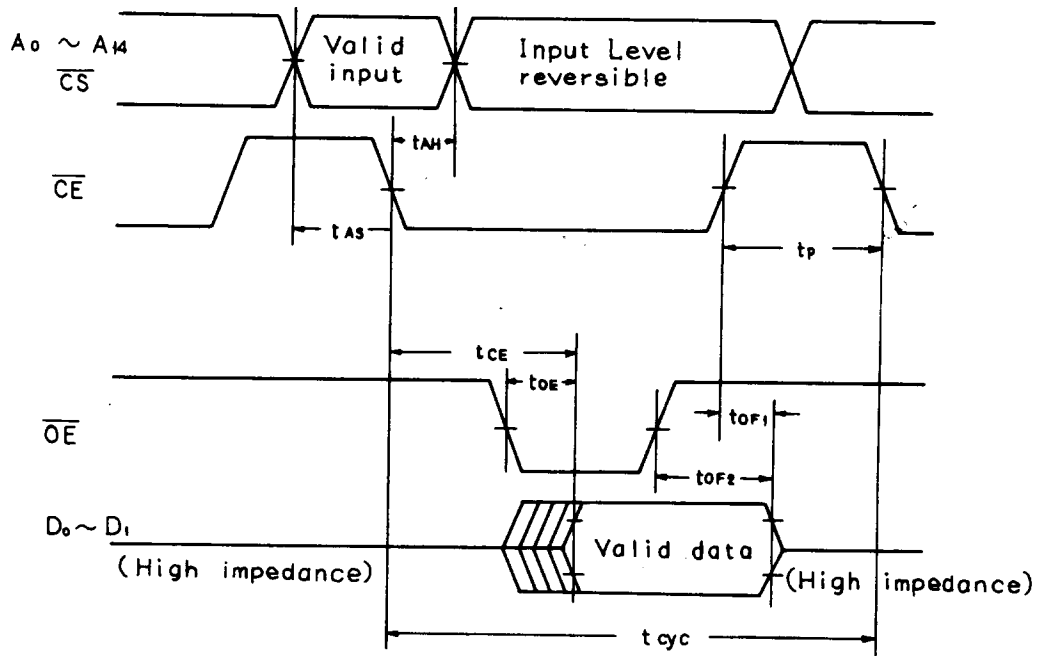 A0 ~ A14
CS
Valid input
Input Level reversible
tAH
CE
tAS
tP
tCE
tOE
OE
tOF1
tOF2
D0 ~ D1
Valid data
(High impedance)
(High impedance)
tcyc